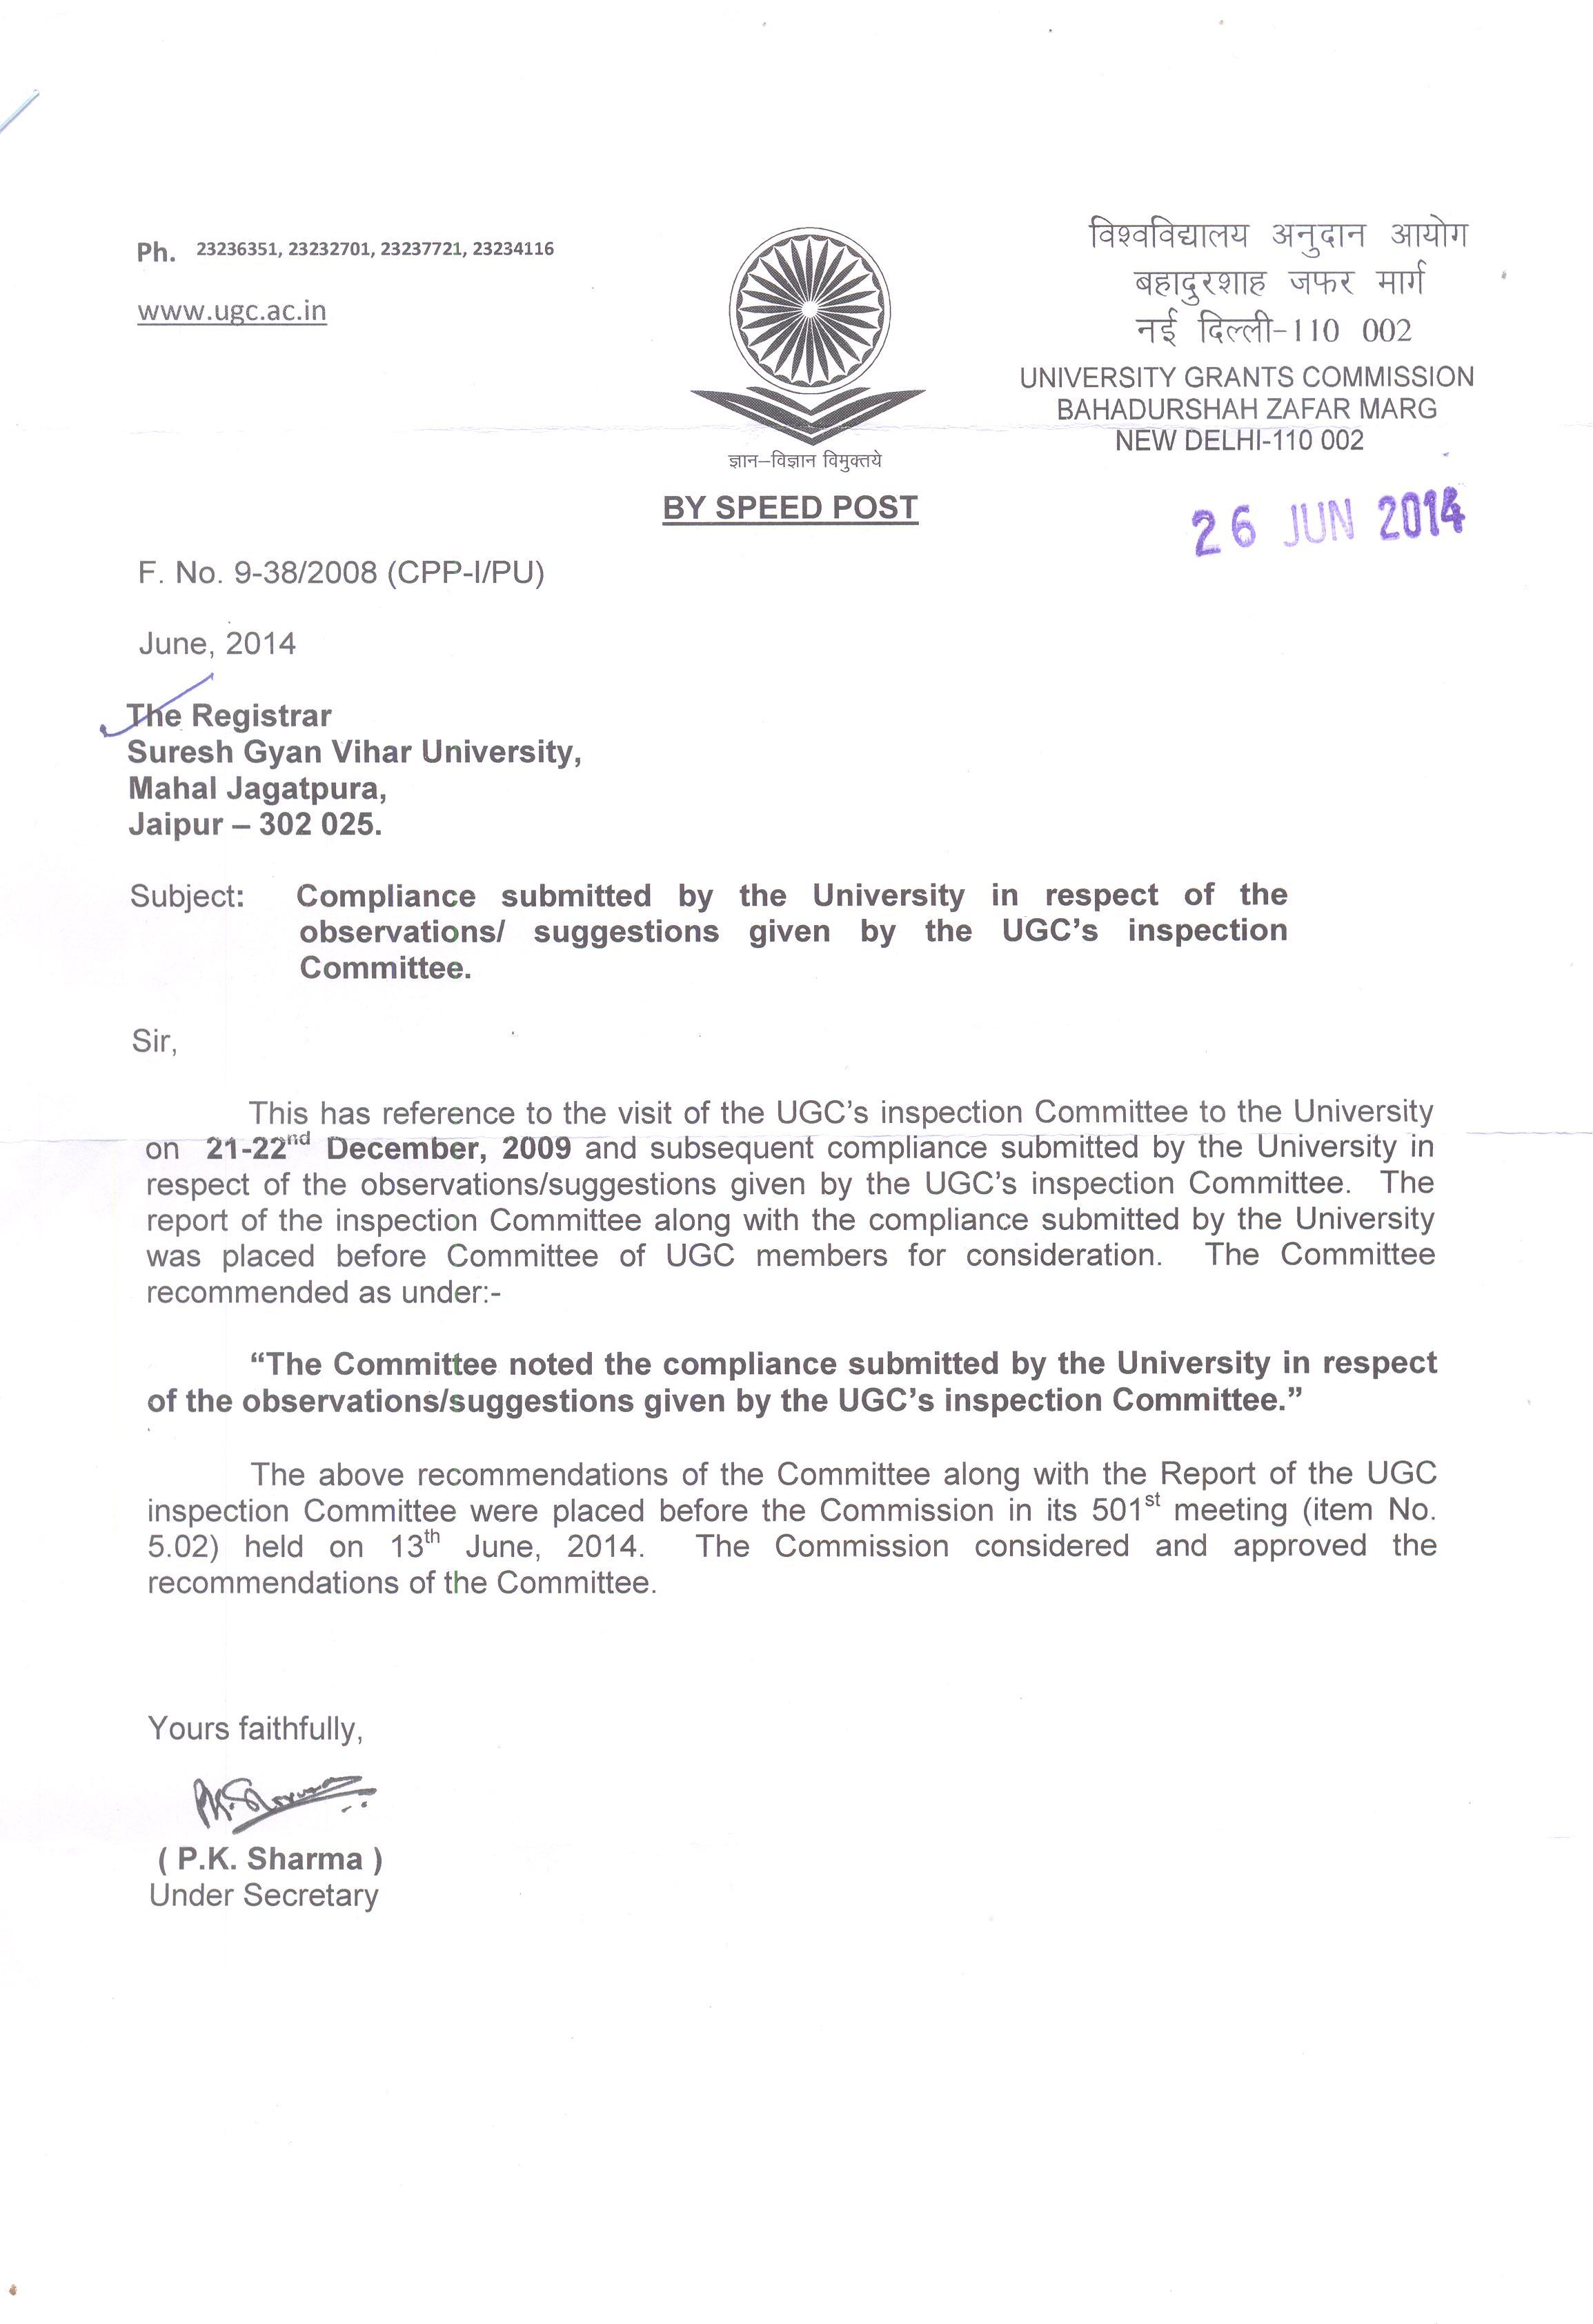 Ph. 23236351, 23232701, 23237721, 23234116
www.ugc.ac.in
ज्ञान–विज्ञान विमुक्तये
विश्वविद्यालय अनुदान आयोग
बहादुरशाह जफर मार्ग
नई दिल्ली-110 002
UNIVERSITY GRANTS COMMISSION
BAHADURSHAH ZAFAR MARG
NEW DELHI-110 002
BY SPEED POST
26 JUN 2014
F. No. 9-38/2008 (CPP-I/PU)
June, 2014
The Registrar
Suresh Gyan Vihar University,
Mahal Jagatpura,
Jaipur – 302 025.
Subject: Compliance submitted by the University in respect of the
observations/ suggestions given by the UGC’s inspection
Committee.
Sir,
This has reference to the visit of the UGC’s inspection Committee to the University
on 21-22nd December, 2009 and subsequent compliance submitted by the University in
respect of the observations/suggestions given by the UGC’s inspection Committee. The
report of the inspection Committee along with the compliance submitted by the University
was placed before Committee of UGC members for consideration. The Committee
recommended as under:-
“The Committee noted the compliance submitted by the University in respect
of the observations/suggestions given by the UGC’s inspection Committee.”
The above recommendations of the Committee along with the Report of the UGC
inspection Committee were placed before the Commission in its 501st meeting (item No.
5.02) held on 13th June, 2014. The Commission considered and approved the
recommendations of the Committee.
Yours faithfully,
P.K. Sharma
( P.K. Sharma )
Under Secretary